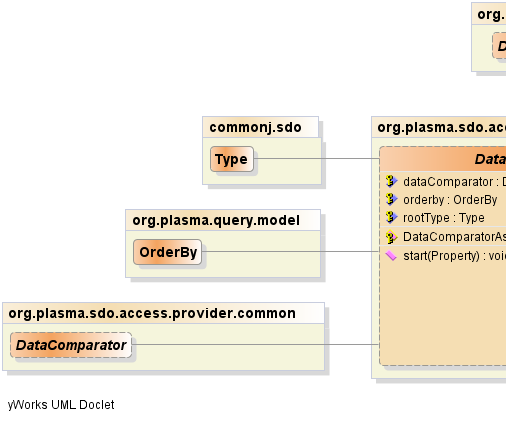 org.
D
commonj.sdo
Type
org.plasma.sdo.acc
Data
dataComparator : D
orderby : OrderBy
rootType : Type
DataComparatorAs
start(Property) : voi
org.plasma.query.model
OrderBy
org.plasma.sdo.access.provider.common
DataComparator
yWorks UML Doclet